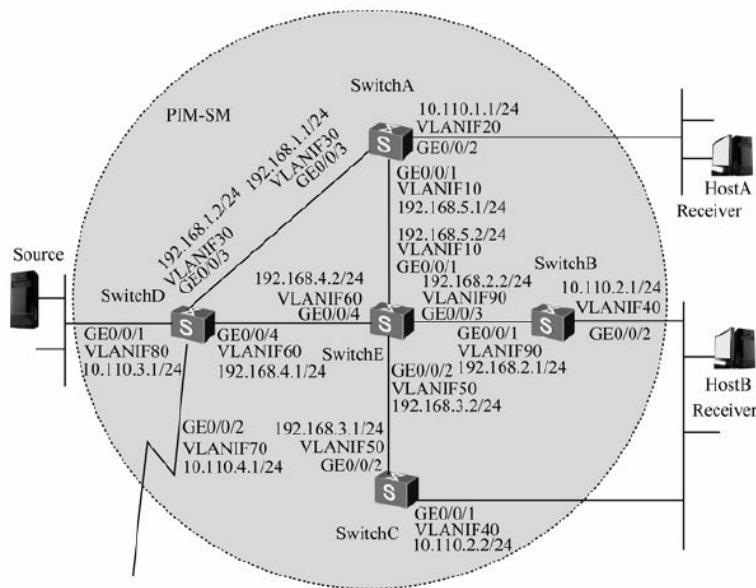 SwitchA
PIM-SM
10.110.1.1/24
VLANIF20
GE0/0/2
192.168.1.1/24
VLANIF30
GE0/0/3
HostA
Receiver
GE0/0/1
VLANIF10
192.168.5.1/24
192.168.1.2/24
VLANIF30
GE0/0/3
192.168.5.2/24
VLANIF10
GE0/0/1
Source
SwitchD
192.168.4.2/24
VLANIF60
GE0/0/4
192.168.2.2/24
VLANIF90
GE0/0/3
SwitchB
10.110.2.1/24
VLANIF40
GE0/0/2
GE0/0/1
VLANIF80
10.110.3.1/24
GE0/0/4
VLANIF60
192.168.4.1/24
SwitchE
GE0/0/1
VLANIF90
192.168.2.1/24
HostB
Receiver
GE0/0/2
VLANIF50
192.168.3.2/24
GE0/0/2
VLANIF70
10.110.4.1/24
192.168.3.1/24
VLANIF50
GE0/0/2
SwitchC
GE0/0/1
VLANIF40
10.110.2.2/24
S
S
S
S
S